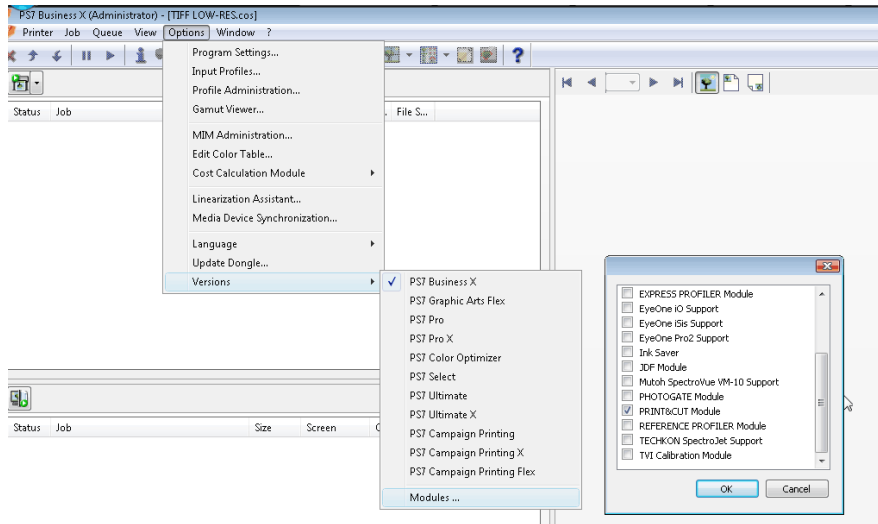 PS7 Business X (Administrator) - [TIFF LOW-RES.cos]
Printer Job Queue View Options Window ?
Program Settings...
Input Profiles...
Profile Administration...
Gamut Viewer...
MIM Administration...
Edit Color Table...
Cost Calculation Module
Linearization Assistant...
Media Device Synchronization...
Language
Update Dongle...
Versions
Status Job
File S...
PS7 Business X
PS7 Graphic Arts Flex
PS7 Pro
PS7 Pro X
PS7 Color Optimizer
PS7 Select
PS7 Ultimate
PS7 Ultimate X
PS7 Campaign Printing
PS7 Campaign Printing X
PS7 Campaign Printing Flex
Modules ...
Status Job Size Screen
EXPRESS PROFILER Module
EyeOne iO Support
EyeOne iSis Support
EyeOne Pro2 Support
Ink Saver
JDF Module
Mutoh SpectroVue VM-10 Support
PHOTOGATE Module
PRINT&CUT Module
REFERENCE PROFILER Module
TECHKON SpectroJet Support
TVI Calibration Module
OK Cancel